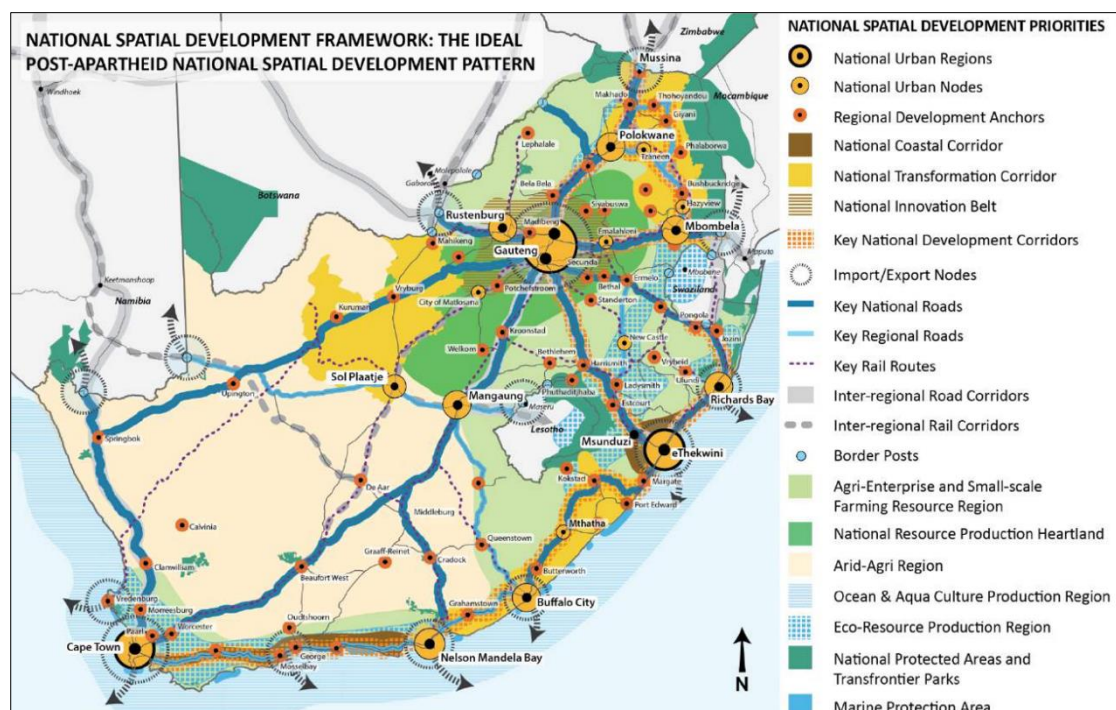 NATIONAL SPATIAL DEVELOPMENT FRAMEWORK: THE IDEAL
POST-APARTHEID NATIONAL SPATIAL DEVELOPMENT PATTERN
Zimbabwe
Mussina
Windhoek
Makhado
Thohoyandou
Mozambique
Giyani
Polokwane
Lephalale
Tzaneen
Phalaborwa
Molepolole
Gaborone
Bela Bela
Bushbuckridge
Botswana
Siyabuswa
Hazyview
Rustenburg
Madibeng
Emalahleni
Mbombela
Mahikeng
Gauteng
Secunda
Maputo
Keetmanshoop
Mbabane
Ermelo
Vryburg
Potchefstroom
Bethal
Swaziland
Namibia
City of Matlosana
Standerton
Kuruman
Pongola
Kroonstad
New Castle
Jozini
Welkom
Bethlehem
Harrismith
Vryheid
Sol Plaatje
Ulundi
Upington
Phuthaditjhaba
Ladysmith
Mangaung
Maseru
Estcourt
Richards Bay
Springbok
Lesotho
Msunduzi
eThekwini
Kokstad
De Aar
Margate
Calvinia
Middleburg
Port Edward
Mthatha
Clanwilliam
Graaff-Reinet
Queenstown
Beaufort West
Cradock
Butterworth
Vredenburg
Morreesburg
Oudtshoorn
Grahamstown
Buffalo City
Worcester
Paarl
Cape Town
George
Mosselbay
Nelson Mandela Bay
N
NATIONAL SPATIAL DEVELOPMENT PRIORITIES
National Urban Regions
National Urban Nodes
Regional Development Anchors
National Coastal Corridor
National Transformation Corridor
National Innovation Belt
Key National Development Corridors
Import/Export Nodes
Key National Roads
Key Regional Roads
Key Rail Routes
Inter-regional Road Corridors
Inter-regional Rail Corridors
Border Posts
Agri-Enterprise and Small-scale
Farming Resource Region
National Resource Production Heartland
Arid-Agri Region
Ocean & Aqua Culture Production Region
Eco-Resource Production Region
National Protected Areas and
Transfrontier Parks
Marine Protection Area